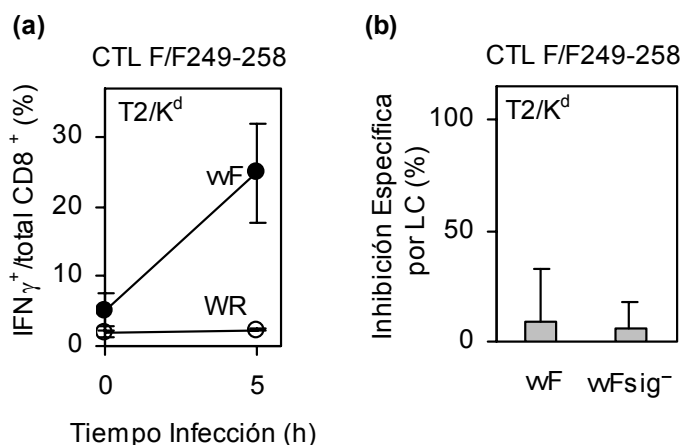 (a)
CTL F/F249-258
T2/Kd
IFNγ+/total CD8 + (%)
30
20
10
0
vvF
WR
0
5
Tiempo Infección (h)
(b)
CTL F/F249-258
T2/Kd
Inhibición Específica
por LC (%)
100
50
0
vvF
vvFsig−